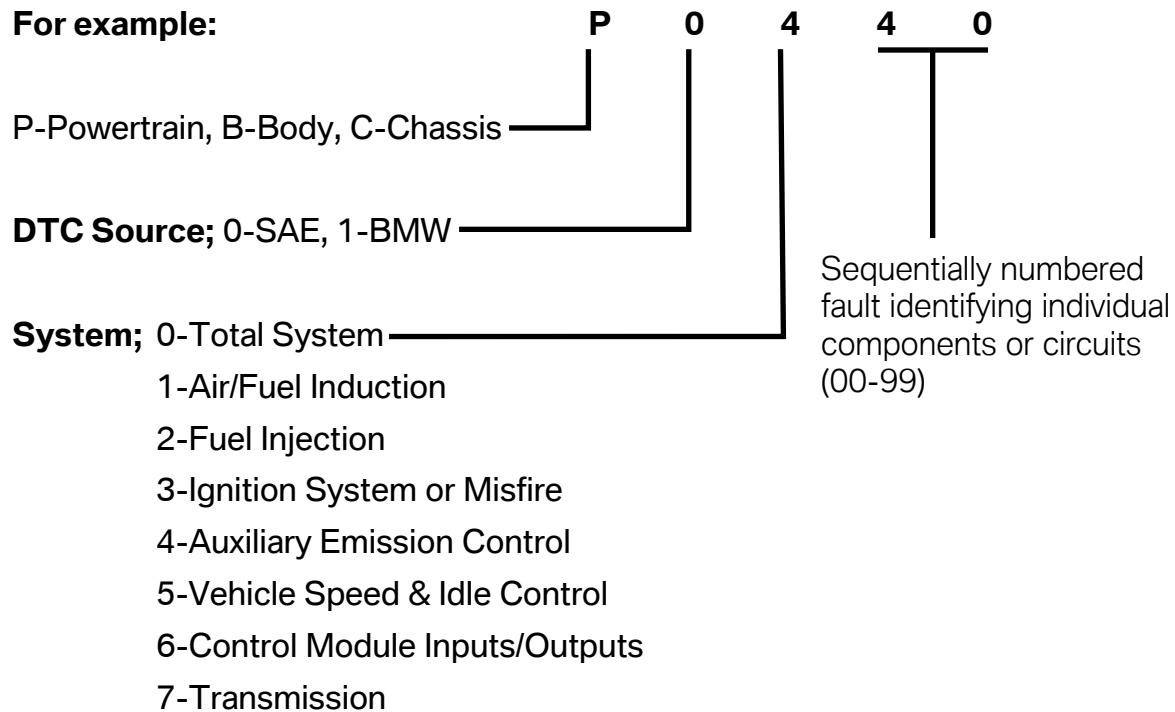 For example: P 0 4 4 0
P-Powertrain, B-Body, C-Chassis
DTC Source; 0-SAE, 1-BMW
System; 0-Total System
1-Air/Fuel Induction
2-Fuel Injection
3-Ignition System or Misfire
4-Auxiliary Emission Control
5-Vehicle Speed & Idle Control
6-Control Module Inputs/Outputs
7-Transmission
Sequentially numbered
fault identifying individual
components or circuits
(00-99)